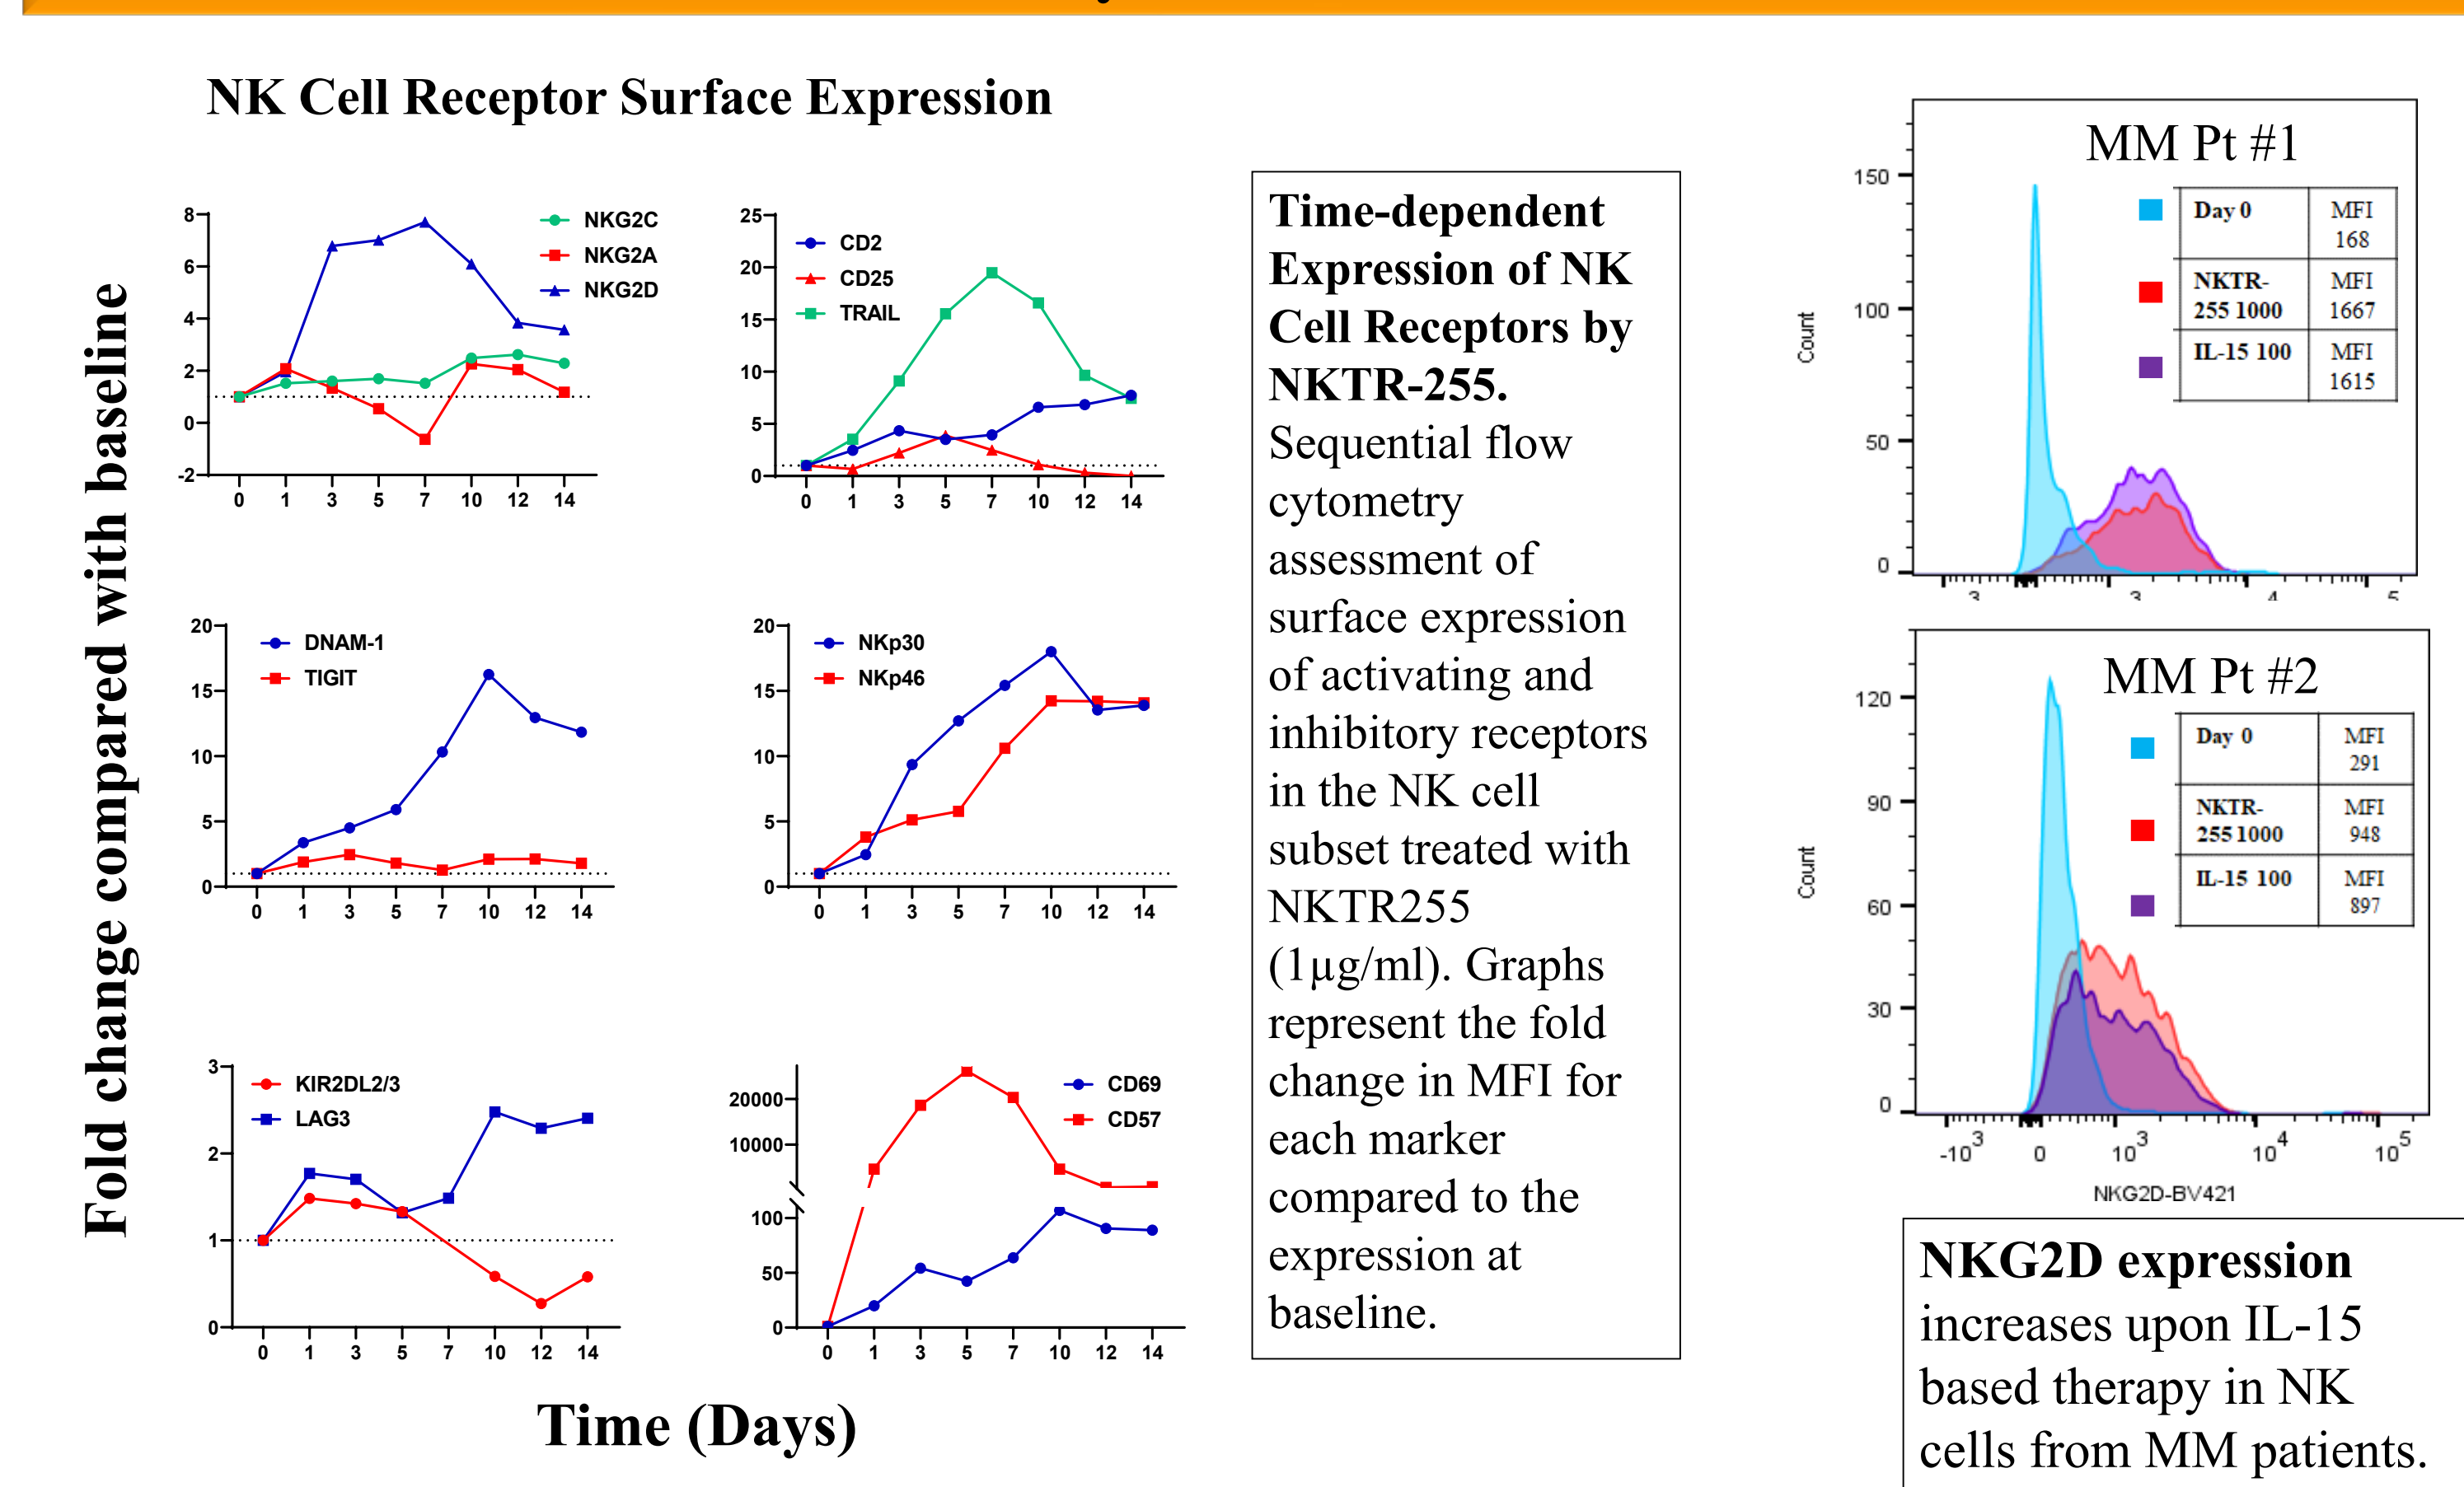 NK Cell Receptor Surface Expression
Fold change compared with baseline
8
6
4
2
0
-2
NKG2C
NKG2A
NKG2D
0 1 3 5 7 10 12 14
25
20
15
10
5
0
CD2
CD25
TRAIL
0 1 3 5 7 10 12 14
20
15
10
5
0
DNAM-1
TIGIT
0 1 3 5 7 10 12 14
20
15
10
5
0
NKp30
NKp46
0 1 3 5 7 10 12 14
3
2
1
0
KIR2DL2/3
LAG3
0 1 3 5 7 10 12 14
20000
10000
100
50
0
CD69
CD57
0 1 3 5 7 10 12 14
Time (Days)
Time-dependent
Expression of NK
Cell Receptors by
NKTR-255.
Sequential flow
cytometry
assessment of
surface expression
of activating and
inhibitory receptors
in the NK cell
subset treated with
NKTR255
(1µg/ml). Graphs
represent the fold
change in MFI for
each marker
compared to the
expression at
baseline.
MM Pt #1
Count
150
100
50
0
Day 0 MFI
168
NKTR- MFI
255 1000 1667
IL-15 100 MFI
1615
3 3 4 5
MM Pt #2
Count
120
90
60
30
0
Day 0 MFI
291
NKTR- MFI
255 1000 948
IL-15 100 MFI
897
-10³ 0 10³ 10⁴ 10⁵
NKG2D-BV421
NKG2D expression
increases upon IL-15
based therapy in NK
cells from MM patients.